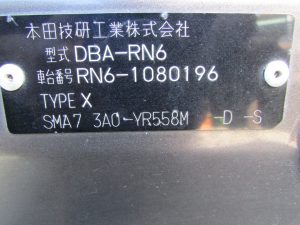 本田技研工業株式会社
型式 DBA-RN6
車台番号 RN6-1080196
TYPE X
SMA7 3A0-YR558M -D -S